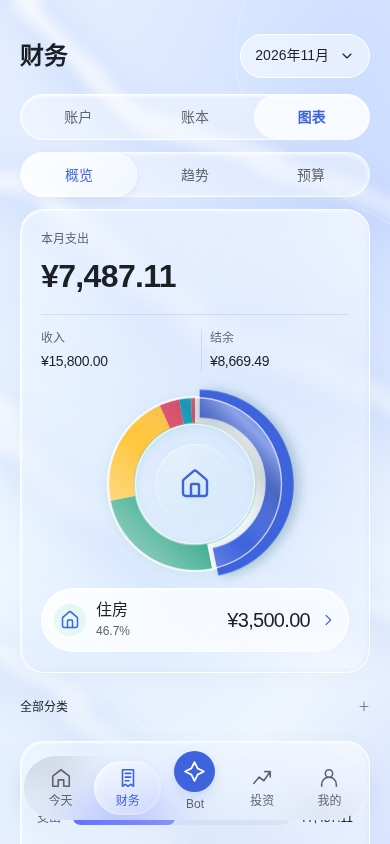 财务
2026年11月
账户 账本 图表
概览 趋势 预算
本月支出
¥7,487.11
收入 结余
¥15,800.00 ¥8,669.49
住房
46.7%
¥3,500.00
全部分类
今天 财务 Bot 投资 我的